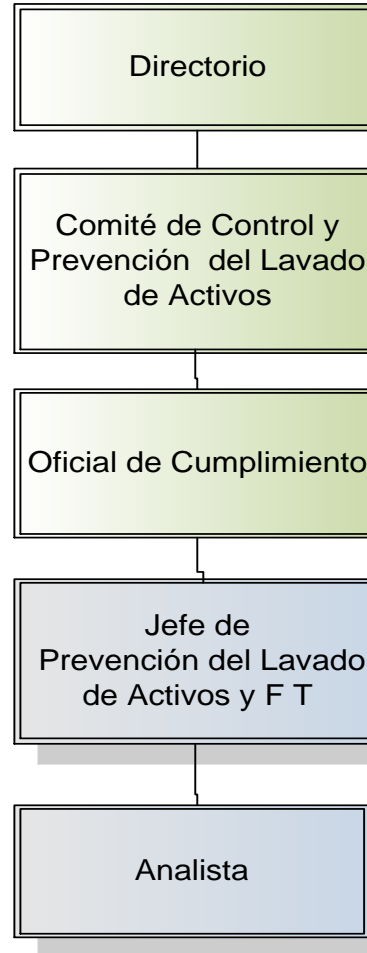 Directorio
Comité de Control y
Prevención del Lavado
de Activos
Oficial de Cumplimiento
Jefe de
Prevención del Lavado
de Activos y F T
Analista